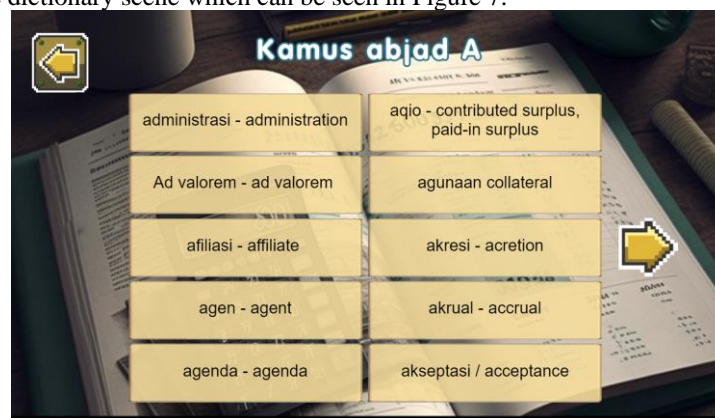 dictionary scene which can be seen in Figure 7.
Kamus abjad A
administrasi - administration
Ad valorem - ad valorem
afiliasi - affiliate
agen - agent
agenda - agenda
aqio - contributed surplus,
paid-in surplus
agunaan collateral
akresi - acretion
akrual - accrual
akseptasi / acceptance